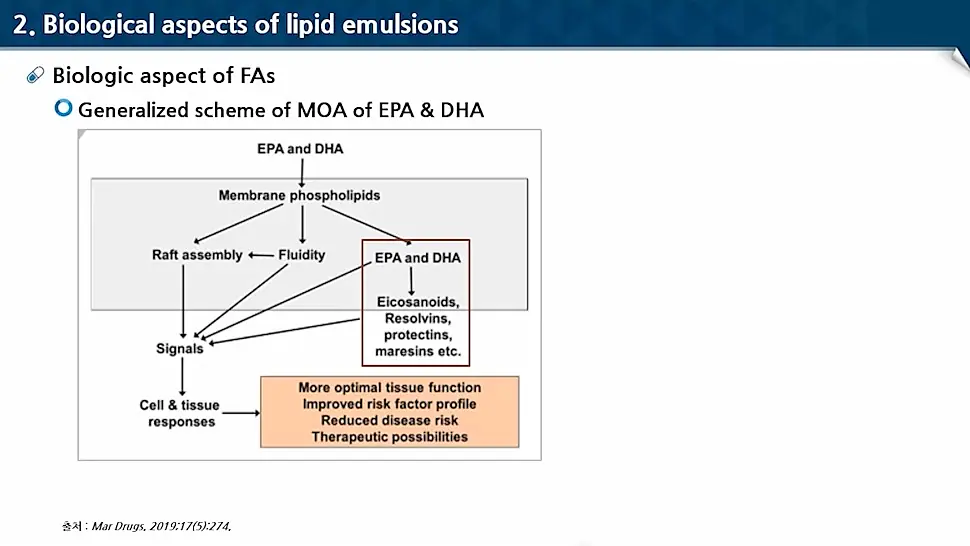 2. Biological aspects of lipid emulsions
Biologic aspect of FAs
Generalized scheme of MOA of EPA & DHA
EPA and DHA
Membrane phospholipids
Raft assembly
Fluidity
EPA and DHA
Eicosanoids,
Resolvins,
protectins,
maresins etc.
Signals
Cell & tissue
responses
More optimal tissue function
Improved risk factor profile
Reduced disease risk
Therapeutic possibilities
출처 : Mar Drugs, 2019;17(5):274.